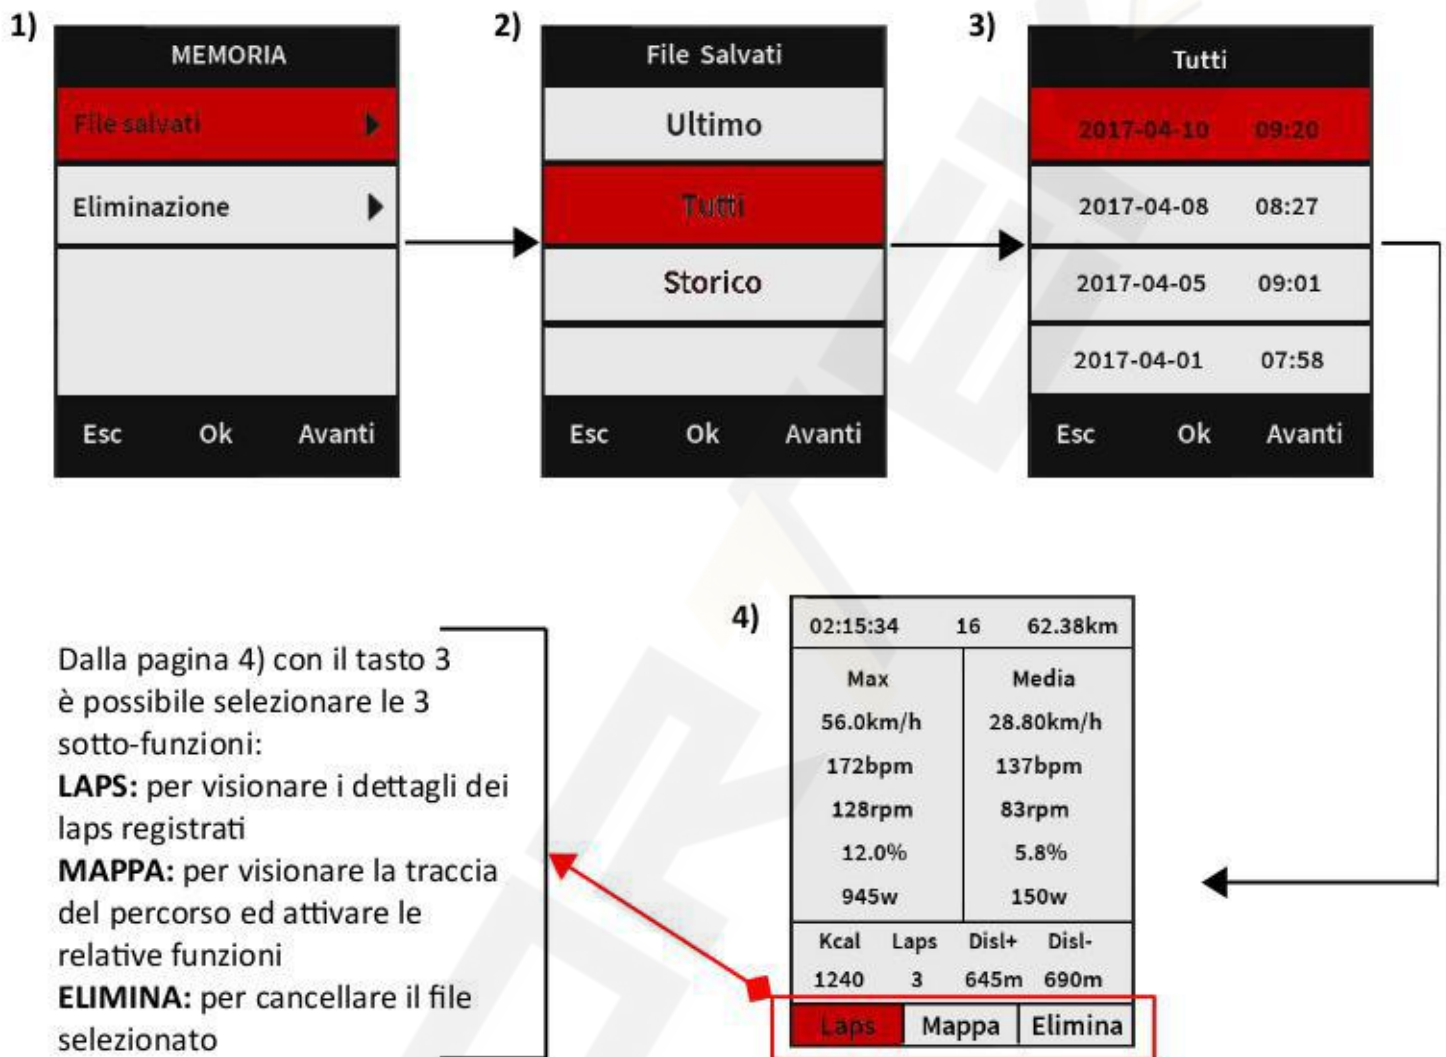 1)
MEMORIA
File salvati
Eliminazione
Esc Ok Avanti
2)
File Salvati
Ultimo
Tutti
Storico
Esc Ok Avanti
3)
Tutti
2017-04-10 09:20
2017-04-08 08:27
2017-04-05 09:01
2017-04-01 07:58
Esc Ok Avanti
Dalla pagina 4) con il tasto 3
è possibile selezionare le 3
sotto-funzioni:
LAPS: per visionare i dettagli dei
laps registrati
MAPPA: per visionare la traccia
del percorso ed attivare le
relative funzioni
ELIMINA: per cancellare il file
selezionato
4)
02:15:34 16 62.38km
Max Media
56.0km/h 28.80km/h
172bpm 137bpm
128rpm 83rpm
12.0% 5.8%
945w 150w
Kcal Laps Disl+ Disl-
1240 3 645m 690m
Laps Mappa Elimina